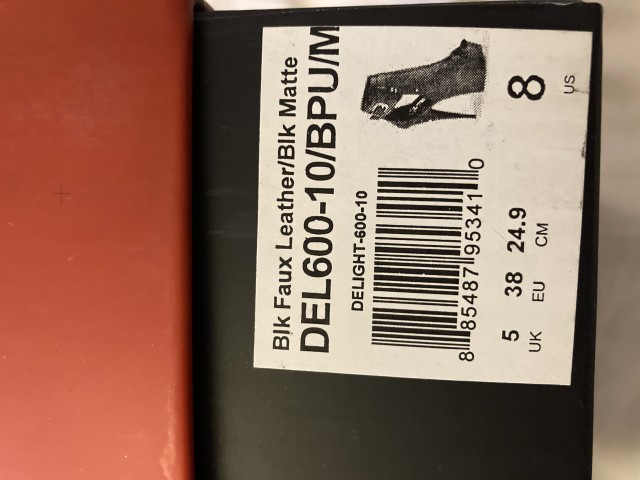 Blk Faux Leather/Blk Matte
DEL600-10/BPU/M
DELIGHT-600-10
8 85487 95341 0
5 38 24.9 8
UK EU CM US